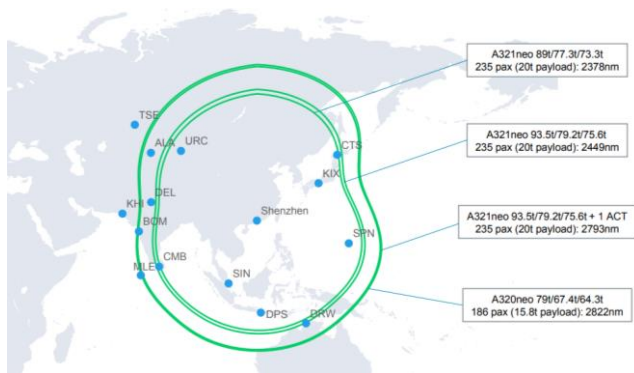 A321neo 89t/77.3t/73.3t
235 pax (20t payload): 2378nm
TSE
ALA
URC
CTS
A321neo 93.5t/79.2t/75.6t
235 pax (20t payload): 2449nm
KIX
DEL
KHI
BOM
Shenzhen
A321neo 93.5t/79.2t/75.6t + 1 ACT
235 pax (20t payload): 2793nm
SPN
CMB
MLE
SIN
A320neo 79t/67.4t/64.3t
186 pax (15.8t payload): 2822nm
DPS
DRW